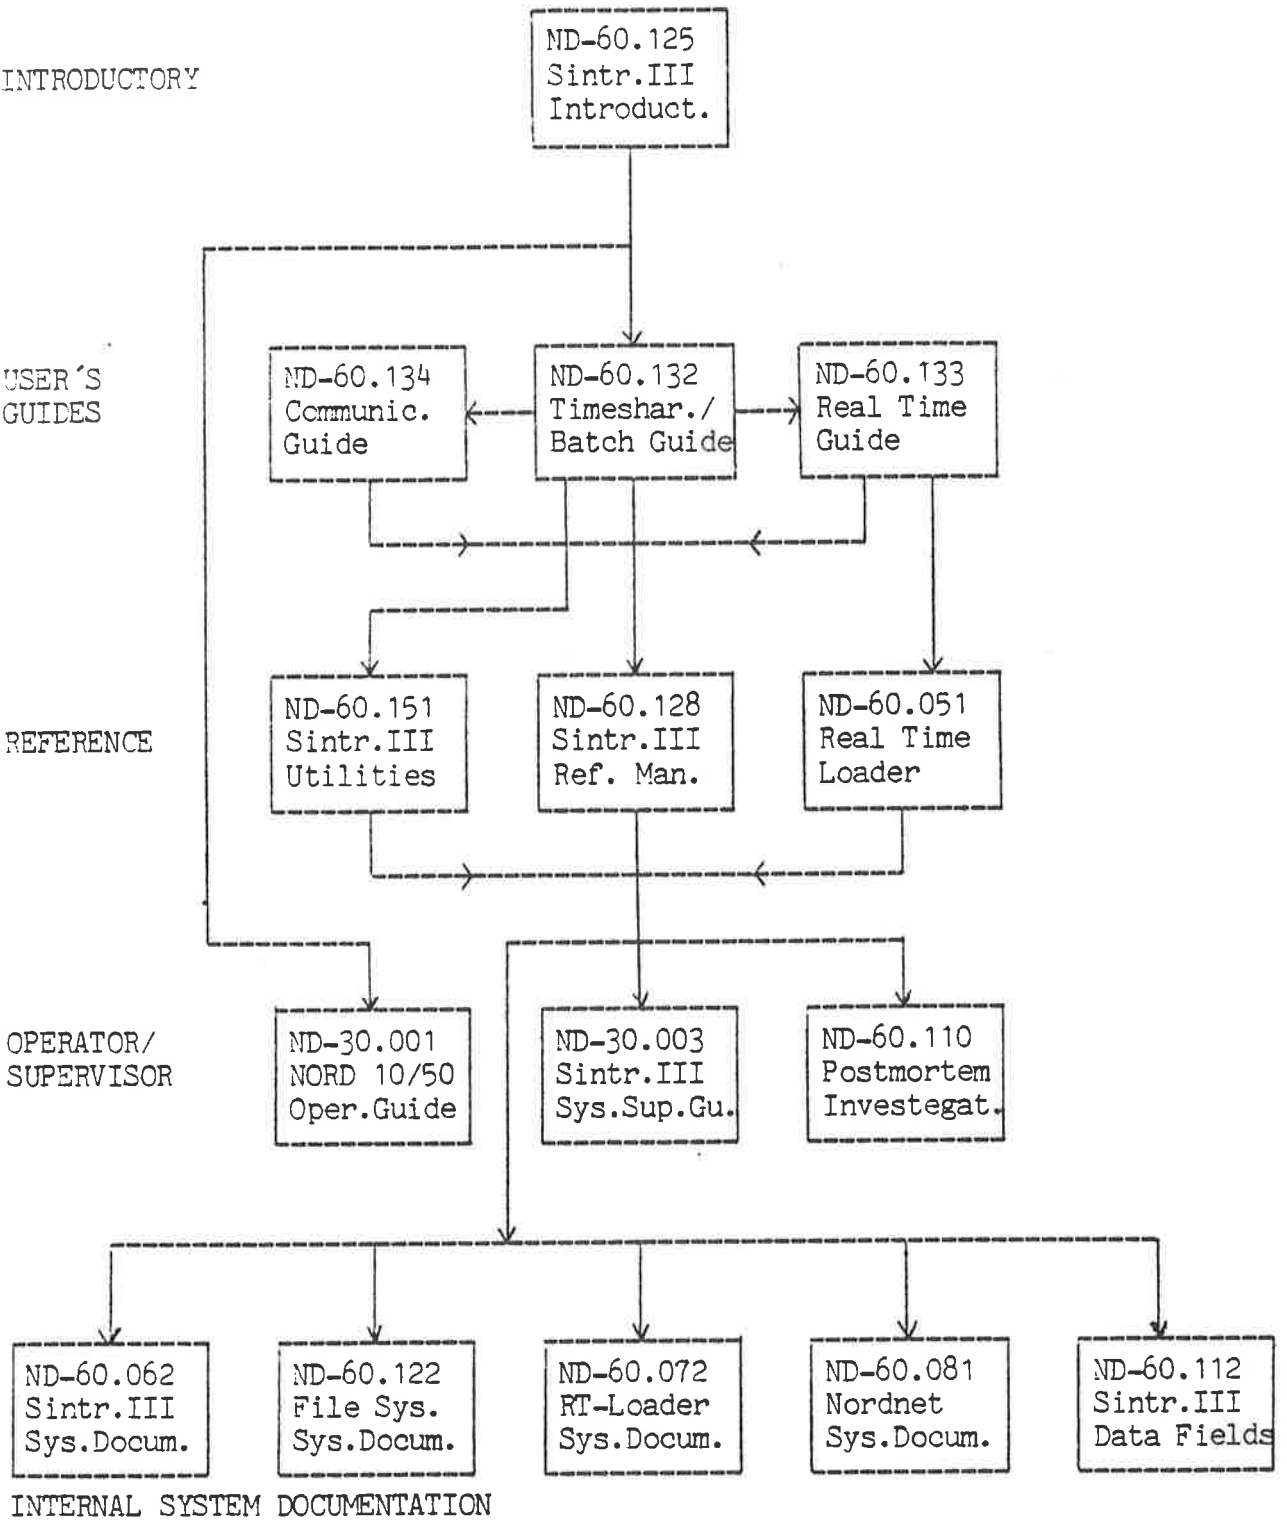 ND-60.125
Sintr.III
Introduct.
INTRODUCTORY
USER'S
GUIDES
ND-60.134
Communic.
Guide
ND-60.132
Timeshar./
Batch Guide
ND-60.133
Real Time
Guide
REFERENCE
ND-60.151
Sintr.III
Utilities
ND-60.128
Sintr.III
Ref. Man.
ND-60.051
Real Time
Loader
OPERATOR/
SUPERVISOR
ND-30.001
NORD 10/50
Oper.Guide
ND-30.003
Sintr.III
Sys.Sup.Gu.
ND-60.110
Postmortem
Investegat.
ND-60.062
Sintr.III
Sys.Docum.
ND-60.122
File Sys.
Sys.Docum.
ND-60.072
RT-Loader
Sys.Docum.
ND-60.081
Nordnet
Sys.Docum.
ND-60.112
Sintr.III
Data Fields
INTERNAL SYSTEM DOCUMENTATION